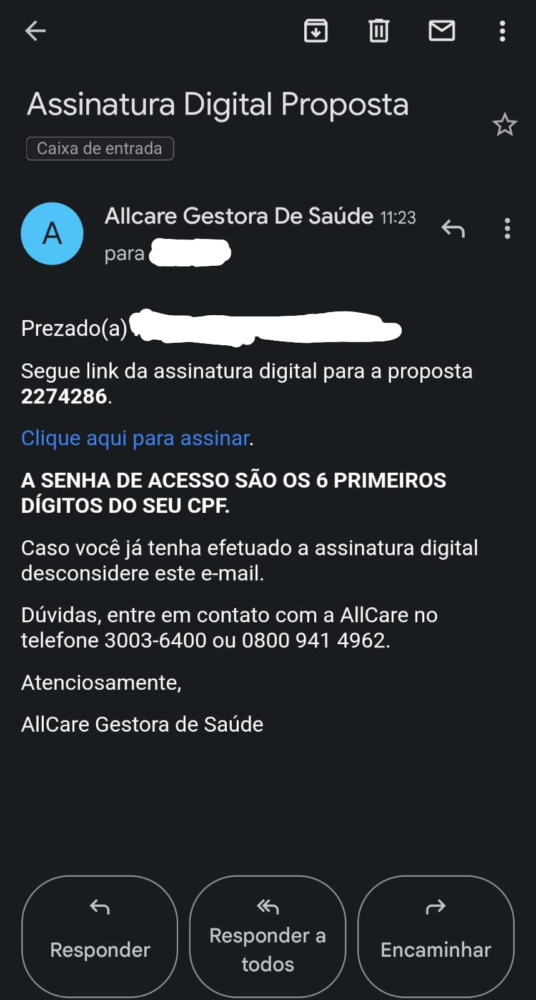 Assinatura Digital Proposta
Caixa de entrada
A
Allcare Gestora De Saúde 11:23
para
Prezado(a)
Segue link da assinatura digital para a proposta
2274286.
Clique aqui para assinar.
A SENHA DE ACESSO SÃO OS 6 PRIMEIROS
DÍGITOS DO SEU CPF.
Caso você já tenha efetuado a assinatura digital
desconsidere este e-mail.
Dúvidas, entre em contato com a AllCare no
telefone 3003-6400 ou 0800 941 4962.
Atenciosamente,
AllCare Gestora de Saúde
Responder
Responder a
todos
Encaminhar